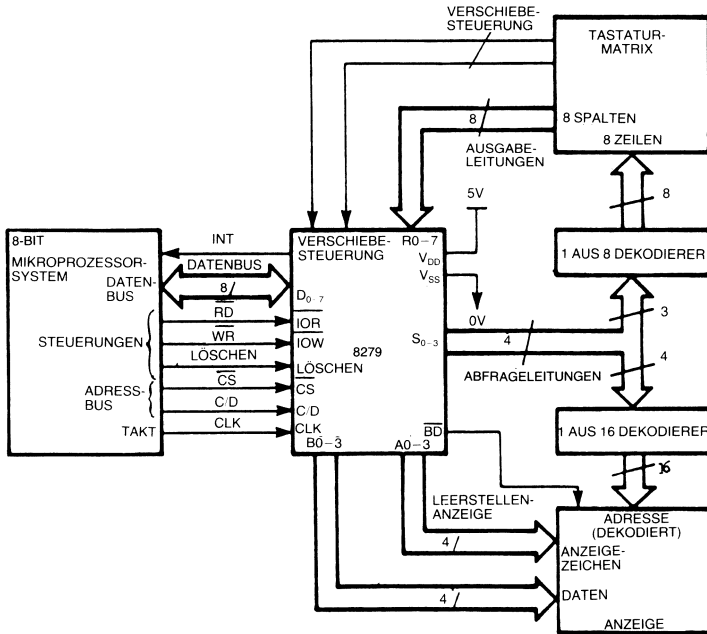 VERSCHIEBE-
STEUERUNG
TASTATUR-
MATRIX
8 SPALTEN
8 ZEILEN
8
AUSGABE-
LEITUNGEN
8
5V
8-BIT
MIKROPROZESSOR-
SYSTEM
DATEN-
BUS
STEUERUNGEN
ADRESS-
BUS
TAKT
INT
DATENBUS
8
RD
WR
LÖSCHEN
CS
C/D
CLK
VERSCHIEBE-
STEUERUNG
R0-7
VDD
VSS
0V
D0-7
IOR
IOW
8279
S0-3
LÖSCHEN
CS
C/D
CLK
BD
B0-3
A0-3
1 AUS 8 DEKODIERER
3
4
ABFRAGELEITUNGEN
4
1 AUS 16 DEKODIERER
16
LEERSTELLEN-
ANZEIGE
4
4
ADRESSE
(DEKODIERT)
ANZEIGE-
ZEICHEN
DATEN
ANZEIGE